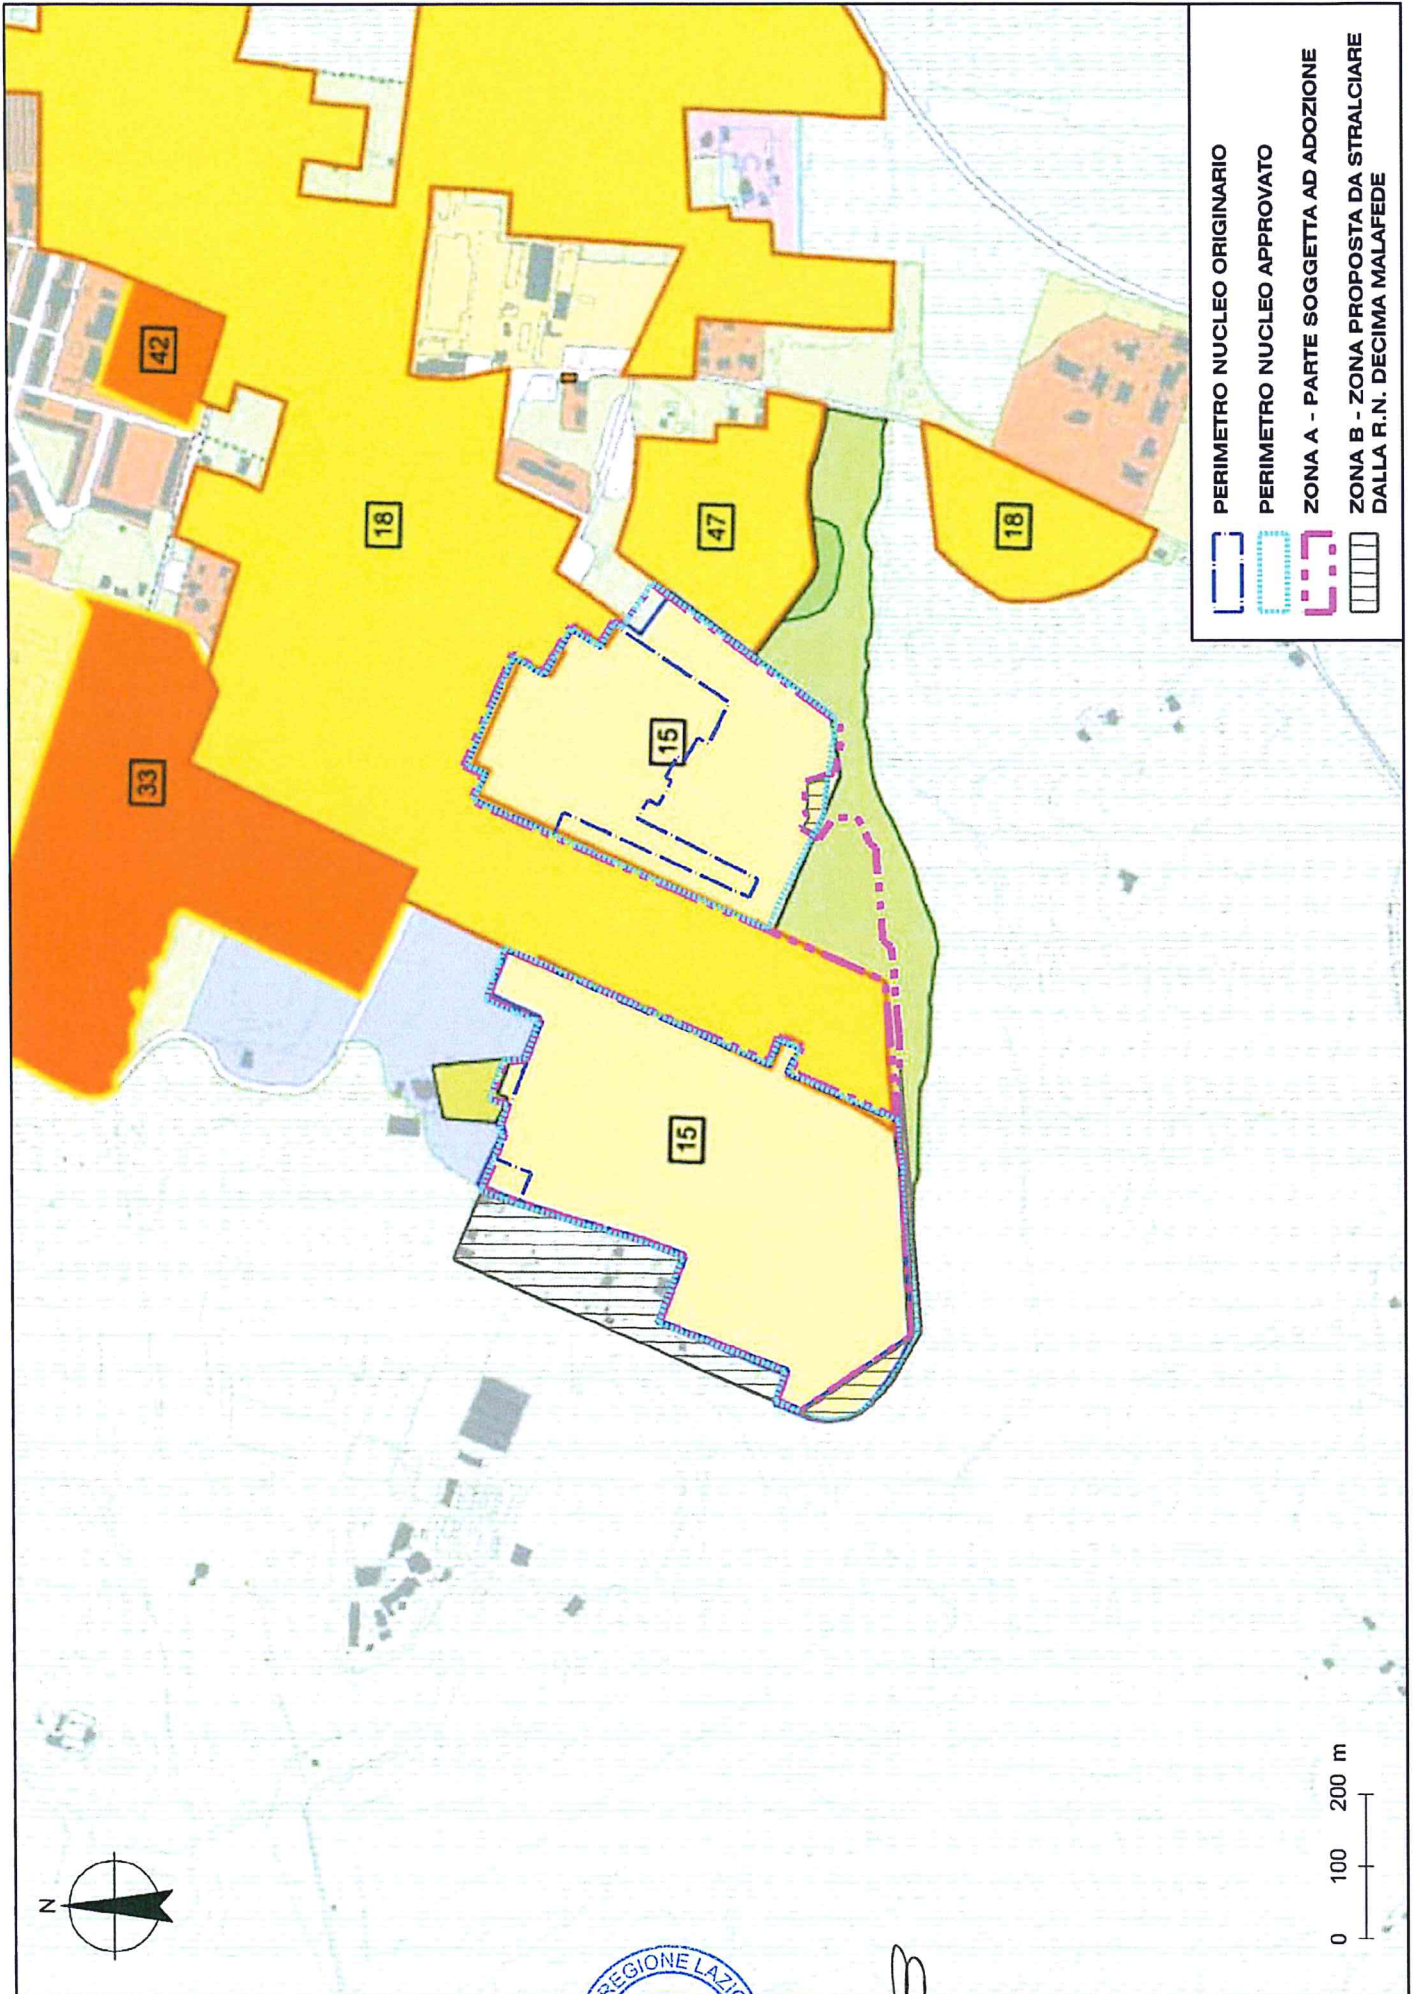 PERIMETRO NUCLEO ORIGINARIO
PERIMETRO NUCLEO APPROVATO
ZONA A - PARTE SOGGETTA AD ADOZIONE
ZONA B - ZONA PROPOSTA DA STRALCIARE
DALLA R.N. DECIMA MALAFEDE
42
33
18
47
18
15
15
N
0 100 200 m
REGIONE LAZIO